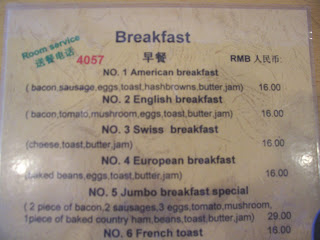 Breakfast
Room service
送餐电话 4057
早餐 RMB 人民币:
NO. 1 American breakfast
( bacon,sausage,eggs,toast,hashbrowns,butter,jam) 16.00
NO. 2 English breakfast
(bacon,tomato,mushroom,eggs,toast,butter,jam) 16.00
NO. 3 Swiss breakfast
(cheese,toast,butter,jam) 16.00
NO. 4 European breakfast
(baked beans,eggs,toast,butter,jam) 16.00
NO. 5 Jumbo breakfast special
( 2 piece of bacon,2 sausages,3 eggs,tomato,mushroom,
1piece of baked country ham,beans,toast,butter,jam) 29.00
NO. 6 French toast
16.00